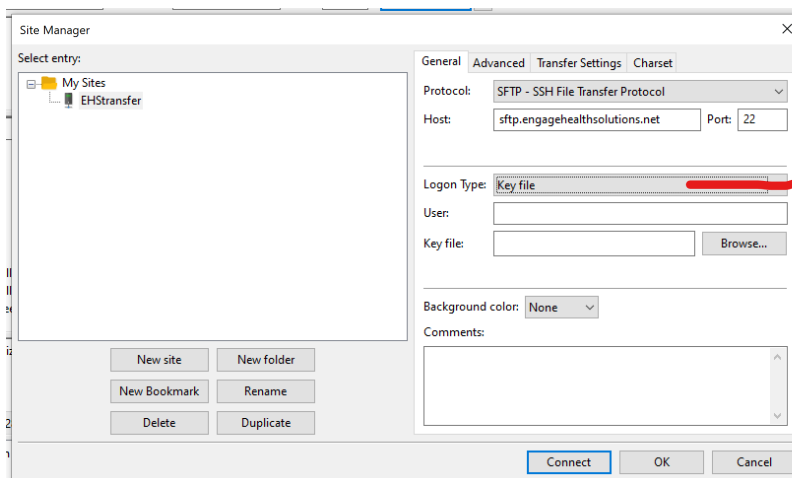 Site Manager
Select entry:
My Sites
EHStransfer
New site
New folder
New Bookmark
Rename
Delete
Duplicate
General
Advanced
Transfer Settings
Charset
Protocol:
SFTP - SSH File Transfer Protocol
Host:
sftp.engagehealthsolutions.net
Port:
22
Logon Type:
Key file
User:
Key file:
Browse...
Background color:
None
Comments:
Connect
OK
Cancel